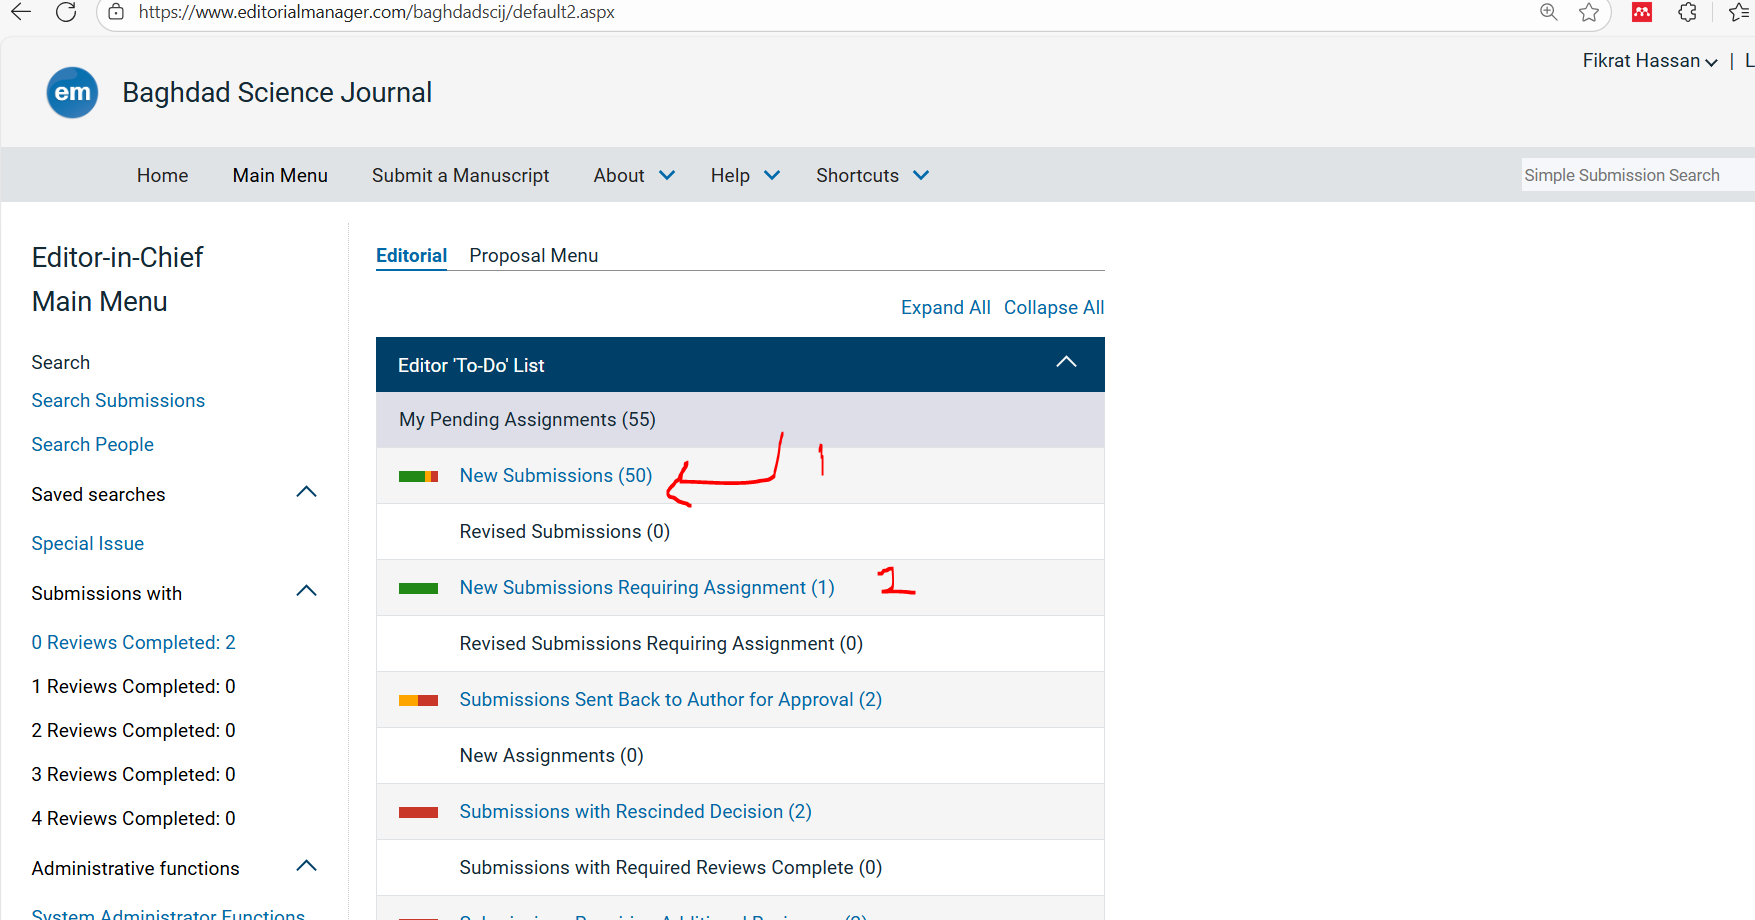 https://www.editorialmanager.com/baghdadscij/default2.aspx
Fikrat Hassan | L
em Baghdad Science Journal
Home Main Menu Submit a Manuscript About Help Shortcuts Simple Submission Search
Editor-in-Chief
Main Menu
Search
Search Submissions
Search People
Saved searches
Special Issue
Submissions with
0 Reviews Completed: 2
1 Reviews Completed: 0
2 Reviews Completed: 0
3 Reviews Completed: 0
4 Reviews Completed: 0
Administrative functions
System Administrator Functions
Editorial Proposal Menu
Expand All Collapse All
Editor 'To-Do' List
My Pending Assignments (55)
New Submissions (50) 1
Revised Submissions (0)
New Submissions Requiring Assignment (1) 2
Revised Submissions Requiring Assignment (0)
Submissions Sent Back to Author for Approval (2)
New Assignments (0)
Submissions with Rescinded Decision (2)
Submissions with Required Reviews Complete (0)